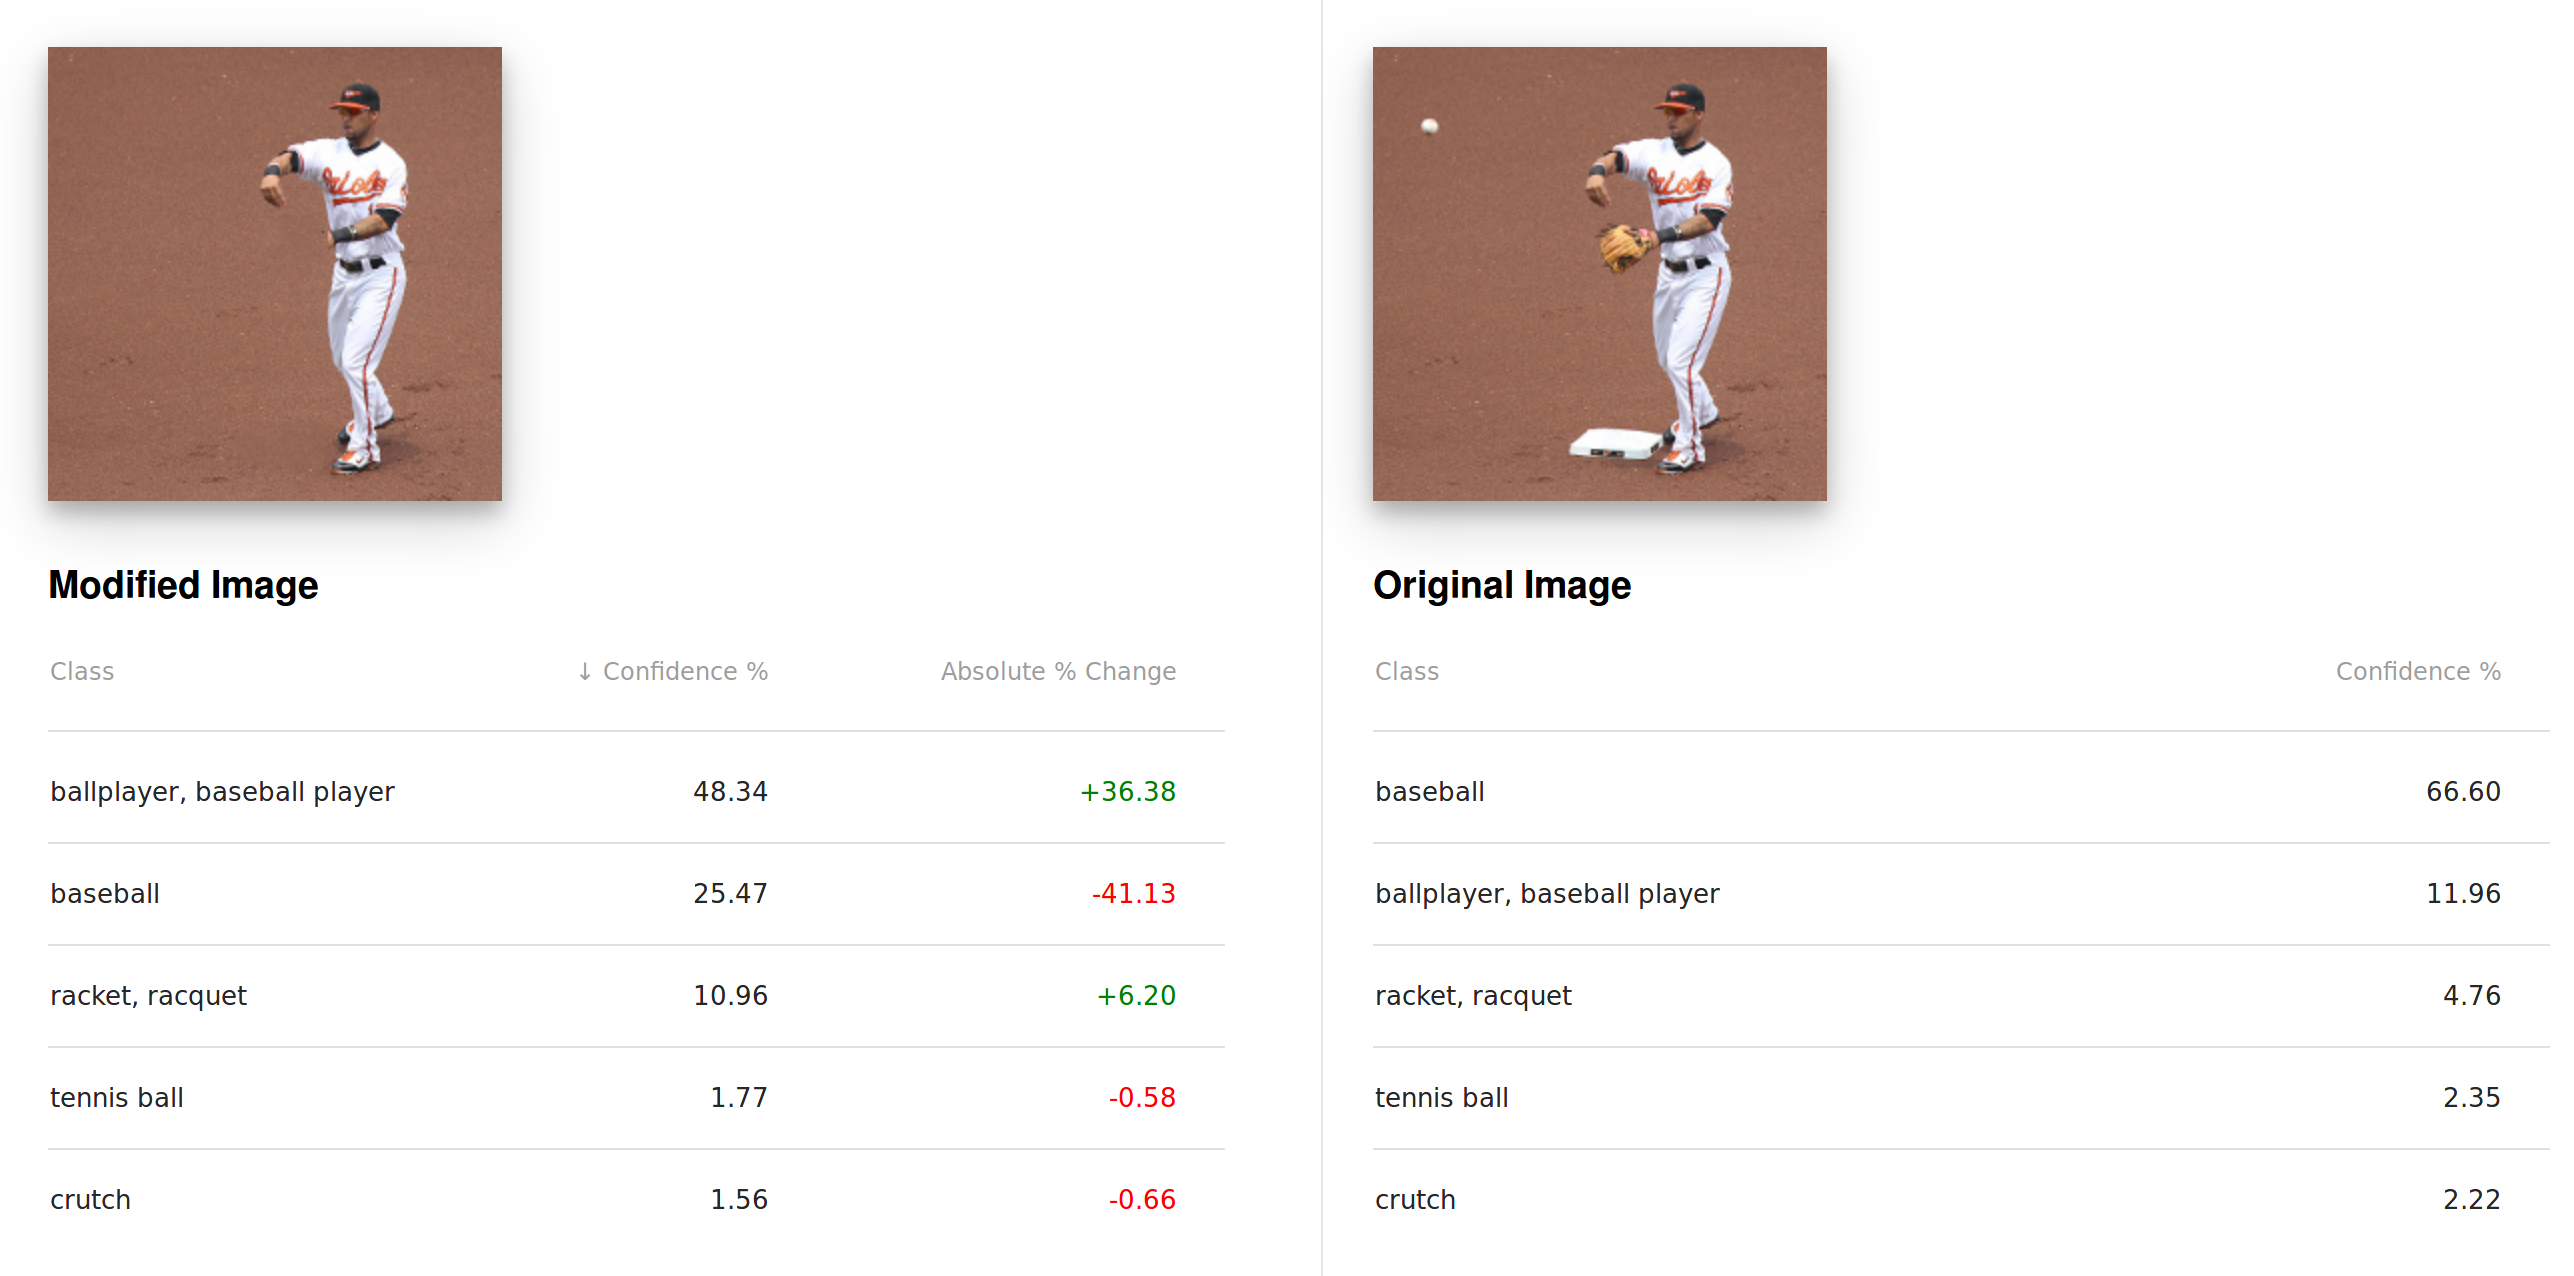 Modified Image
Class ↓ Confidence % Absolute % Change
ballplayer, baseball player 48.34 +36.38
baseball 25.47 -41.13
racket, racquet 10.96 +6.20
tennis ball 1.77 -0.58
crutch 1.56 -0.66
Original Image
Class Confidence %
baseball 66.60
ballplayer, baseball player 11.96
racket, racquet 4.76
tennis ball 2.35
crutch 2.22